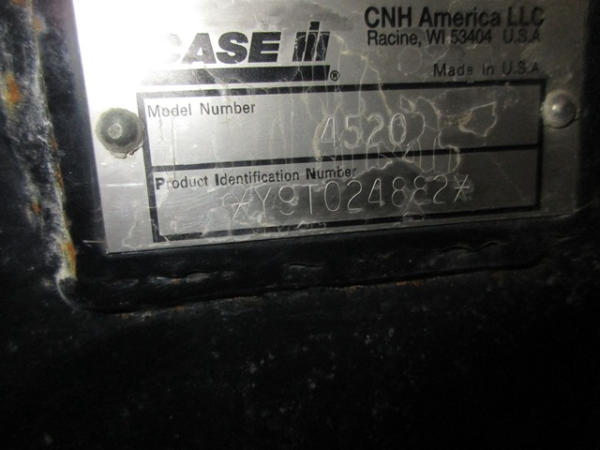 CASE IH
CNH America LLC
Racine, WI 53404 U.S.A
Made in U.S.A
Model Number
4520
Product Identification Number
*Y9T024882*